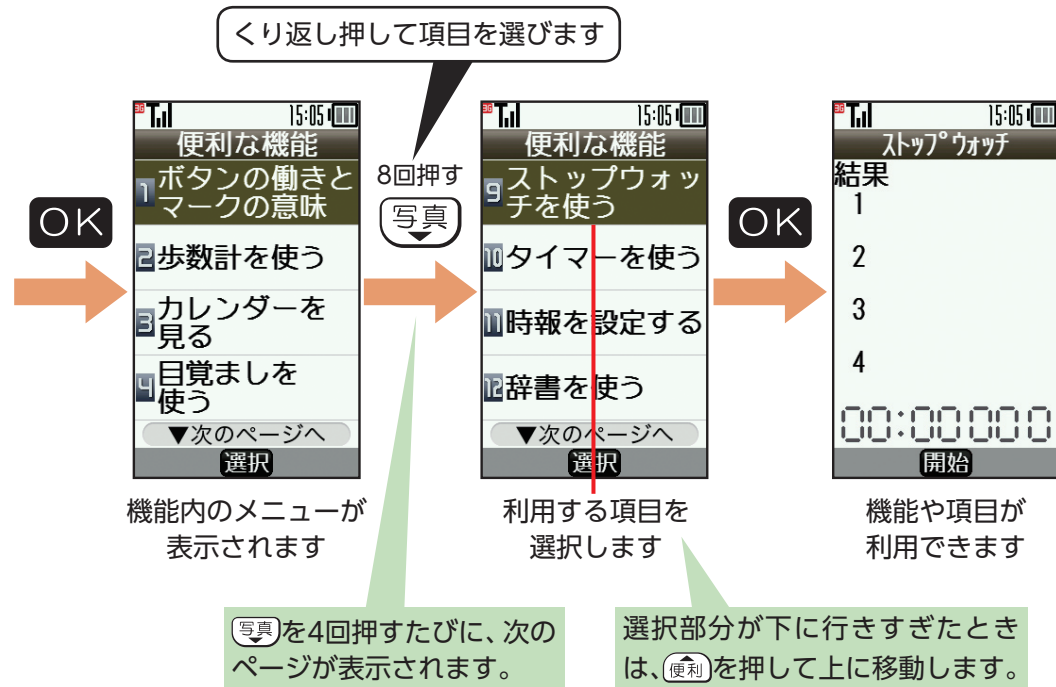 くり返し押して項目を選びます
OK
3G 15:05
便利な機能
1 ボタンの働きと
マークの意味
2 歩数計を使う
3 カレンダーを
見る
4 目覚ましを
使う
▼次のページへ
選択
機能内のメニューが
表示されます
8回押す
写真
3G 15:05
便利な機能
9 ストップウォッ
チを使う
10 タイマーを使う
11 時報を設定する
12 辞書を使う
▼次のページへ
選択
利用する項目を
選択します
OK
3G 15:05
ストップウォッチ
結果
1
2
3
4
00:00 00 0
開始
機能や項目が
利用できます
写真を4回押すたびに、次の
ページが表示されます。
選択部分が下に行きすぎたとき
は、便利を押して上に移動します。